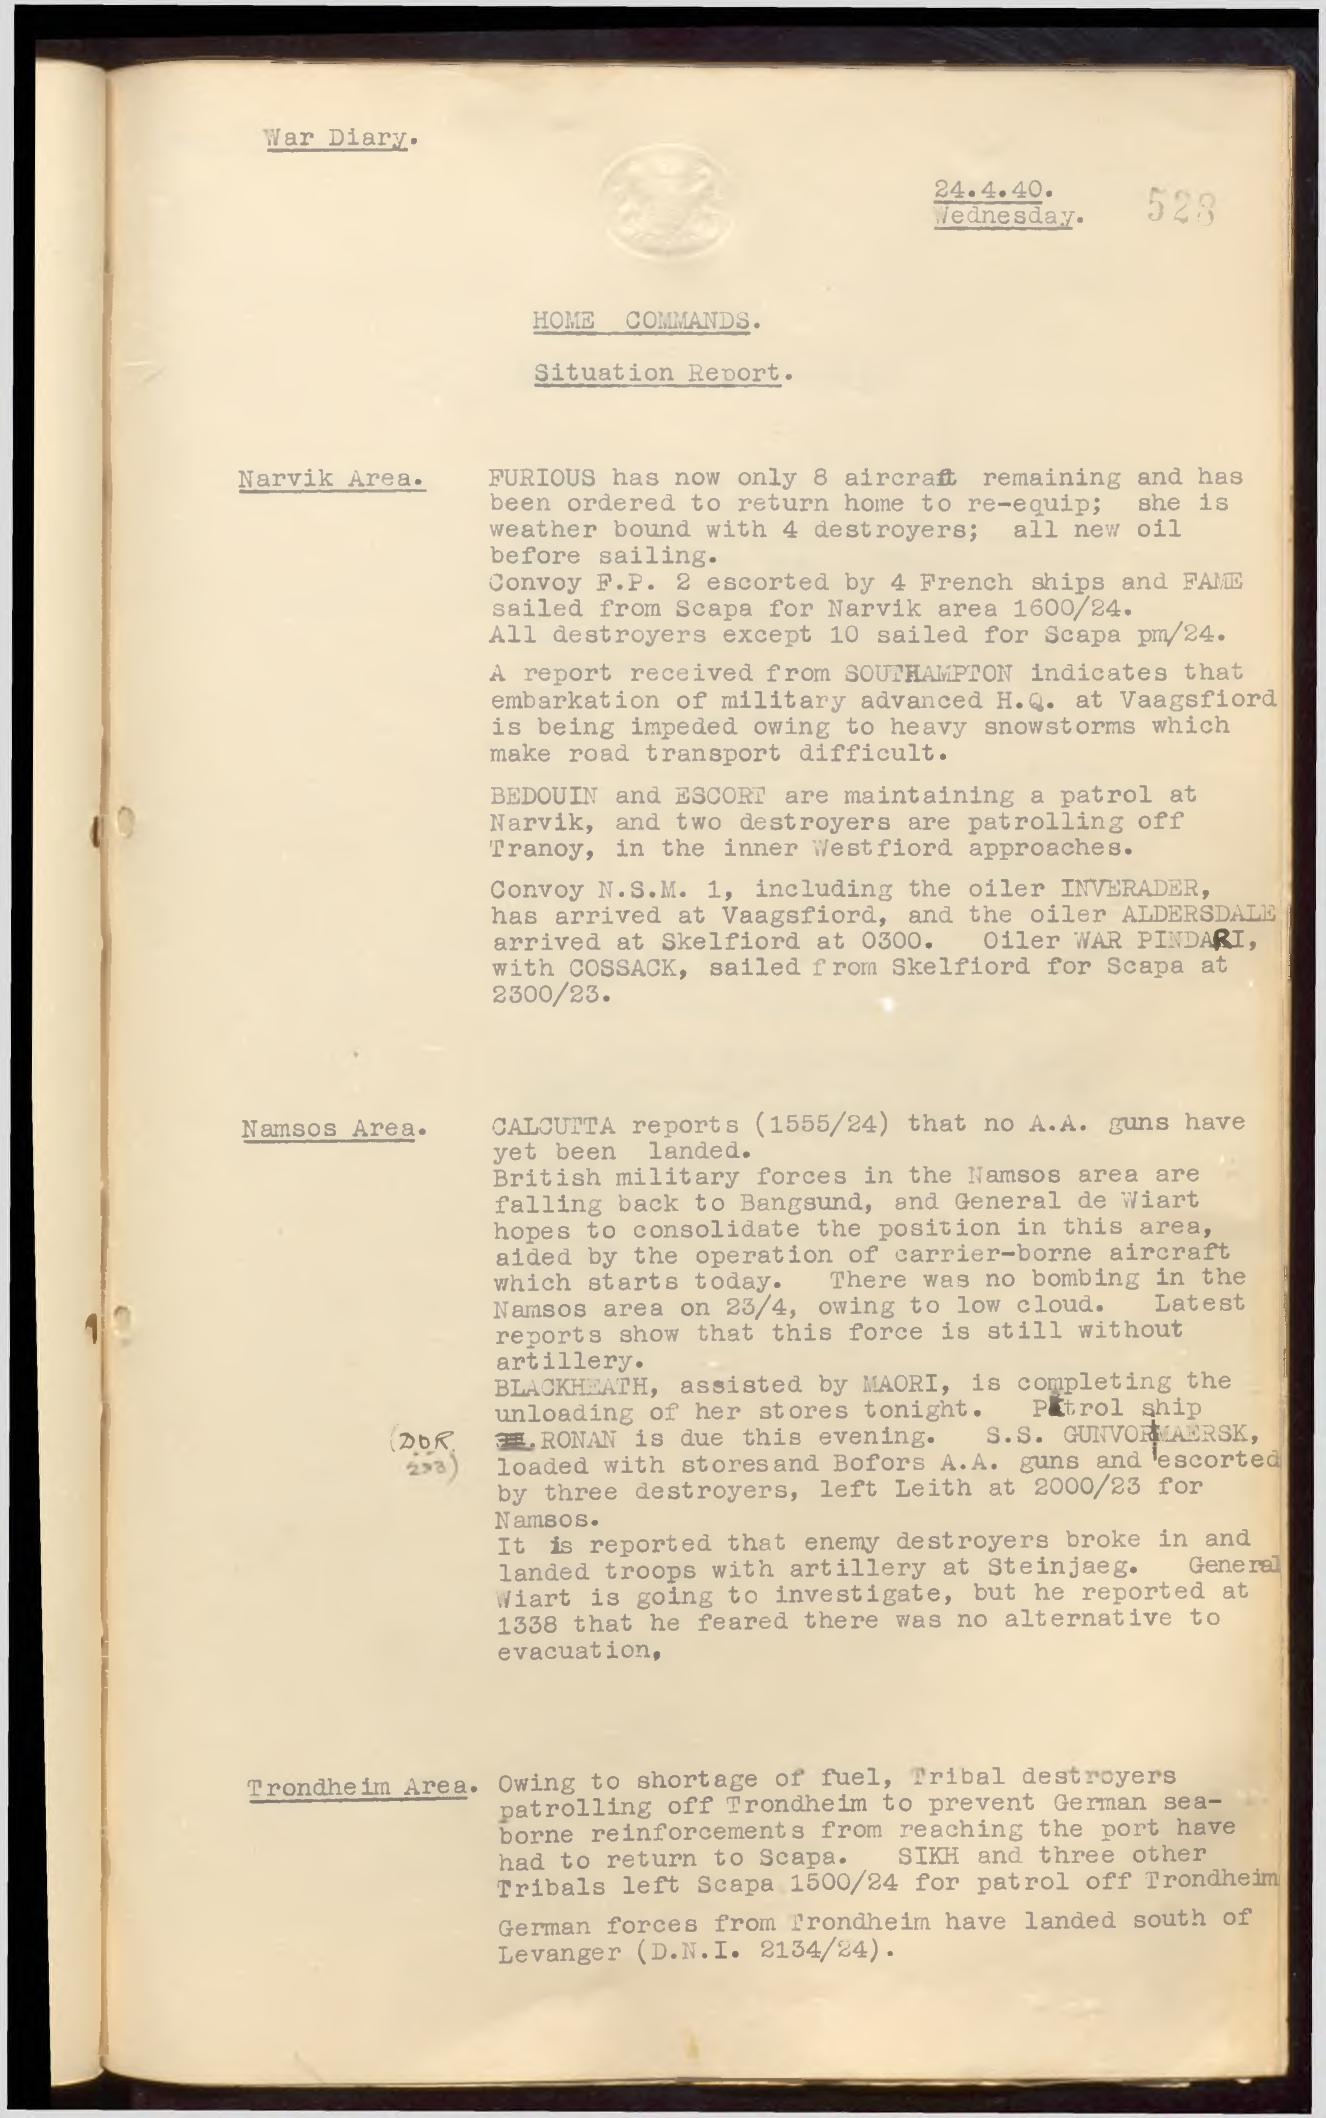 War Diary.
24.4.40.
Wednesday.
528
HOME COMMANDS.
Situation Report.
Narvik Area.
FURIOUS has now only 8 aircraft remaining and has
been ordered to return home to re-equip; she is
weather bound with 4 destroyers; all new oil
before sailing.
Convoy F.P. 2 escorted by 4 French ships and FAME
sailed from Scapa for Narvik area 1600/24.
All destroyers except 10 sailed for Scapa pm/24.
A report received from SOUTHAMPTON indicates that
embarkation of military advanced H.Q. at Vaagsfiord
is being impeded owing to heavy snowstorms which
make road transport difficult.
BEDOUIN and ESCORT are maintaining a patrol at
Narvik, and two destroyers are patrolling off
Tranoy, in the inner Westfiord approaches.
Convoy N.S.M. 1, including the oiler INVERADER,
has arrived at Vaagsfiord, and the oiler ALDERSDALE
arrived at Skelfiord at 0300. Oiler WAR PINDARI,
with COSSACK, sailed from Skelfiord for Scapa at
2300/23.
Namsos Area.
CALCUTTA reports (1555/24) that no A.A. guns have
yet been landed.
British military forces in the Namsos area are
falling back to Bangsund, and General de Wiart
hopes to consolidate the position in this area,
aided by the operation of carrier-borne aircraft
which starts today. There was no bombing in the
Namsos area on 23/4, owing to low cloud. Latest
reports show that this force is still without
artillery.
BLACKHEATH, assisted by MAORI, is completing the
unloading of her stores tonight. Patrol ship
RONAN is due this evening. S.S. GUNVOR MAERSK,
(DOR
233)
loaded with storesand Bofors A.A. guns and escorted
by three destroyers, left Leith at 2000/23 for
Namsos.
It is reported that enemy destroyers broke in and
landed troops with artillery at Steinjaeg. General
Wiart is going to investigate, but he reported at
1338 that he feared there was no alternative to
evacuation,
Trondheim Area.
Owing to shortage of fuel, Tribal destroyers
patrolling off Trondheim to prevent German sea-
borne reinforcements from reaching the port have
had to return to Scapa. SIKH and three other
Tribals left Scapa 1500/24 for patrol off Trondheim
German forces from Trondheim have landed south of
Levanger (D.N.I. 2134/24).